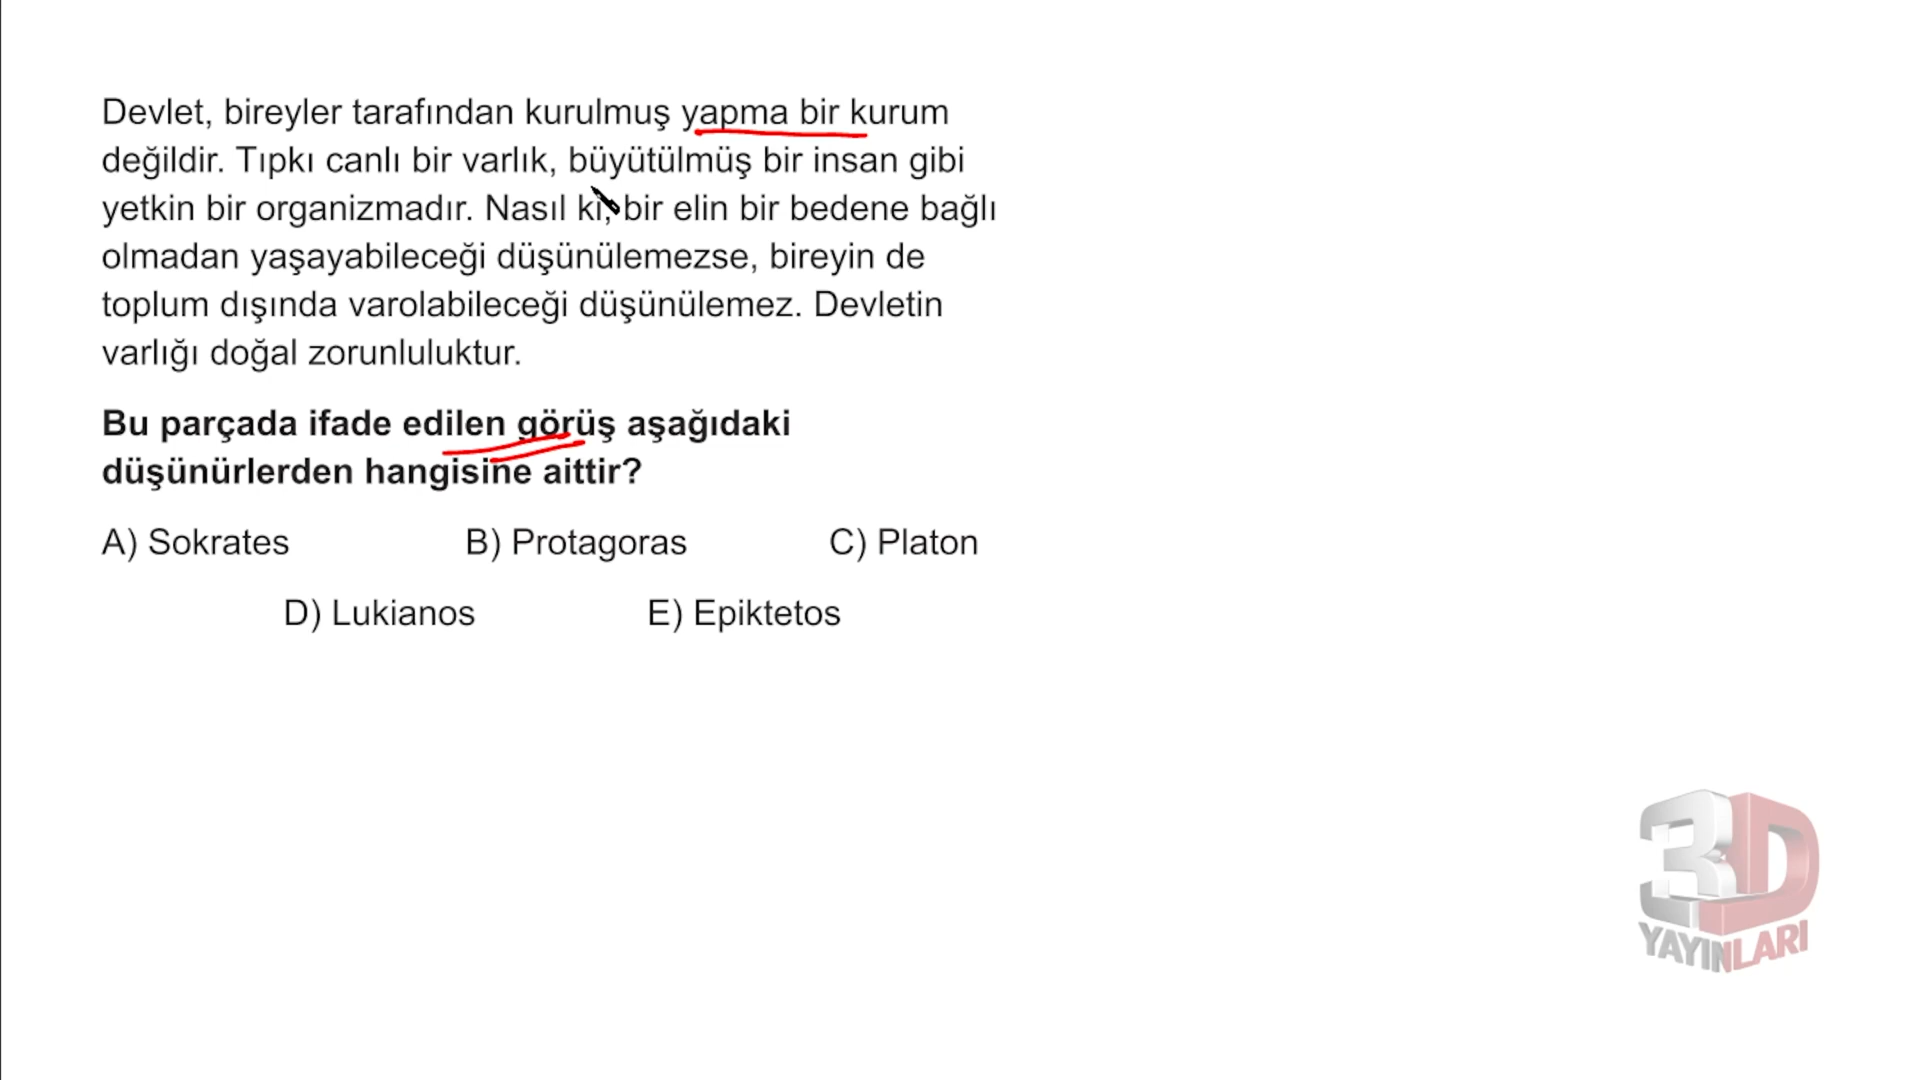 Devlet, bireyler tarafından kurulmuş yapma bir kurum
değildir. Tıpkı canlı bir varlık, büyütülmüş bir insan gibi
yetkin bir organizmadır. Nasıl ki, bir elin bir bedene bağlı
olmadan yaşayabileceği düşünülemezse, bireyin de
toplum dışında varolabileceği düşünülemez. Devletin
varlığı doğal zorunluluktur.
Bu parçada ifade edilen görüş aşağıdaki
düşünürlerden hangisine aittir?
A) Sokrates B) Protagoras C) Platon
D) Lukianos E) Epiktetos
3D
YAYINLARI